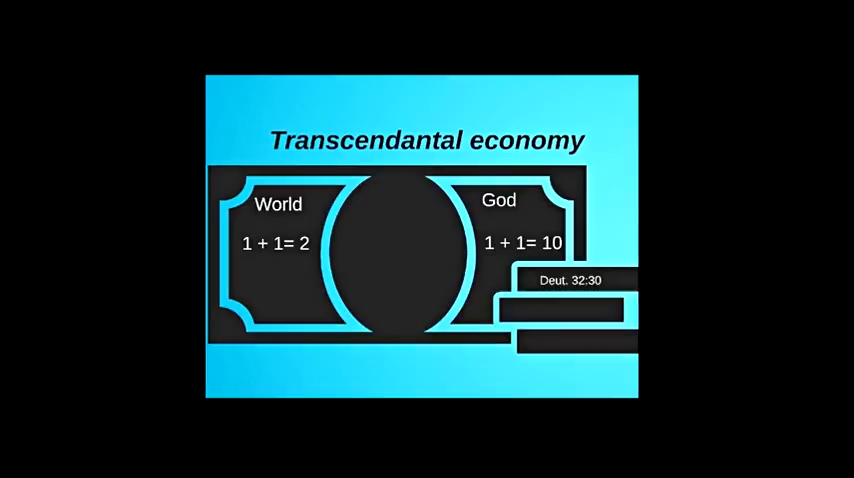 Transcendantal economy
World
God
1 + 1= 2
1 + 1= 10
Deut. 32:30